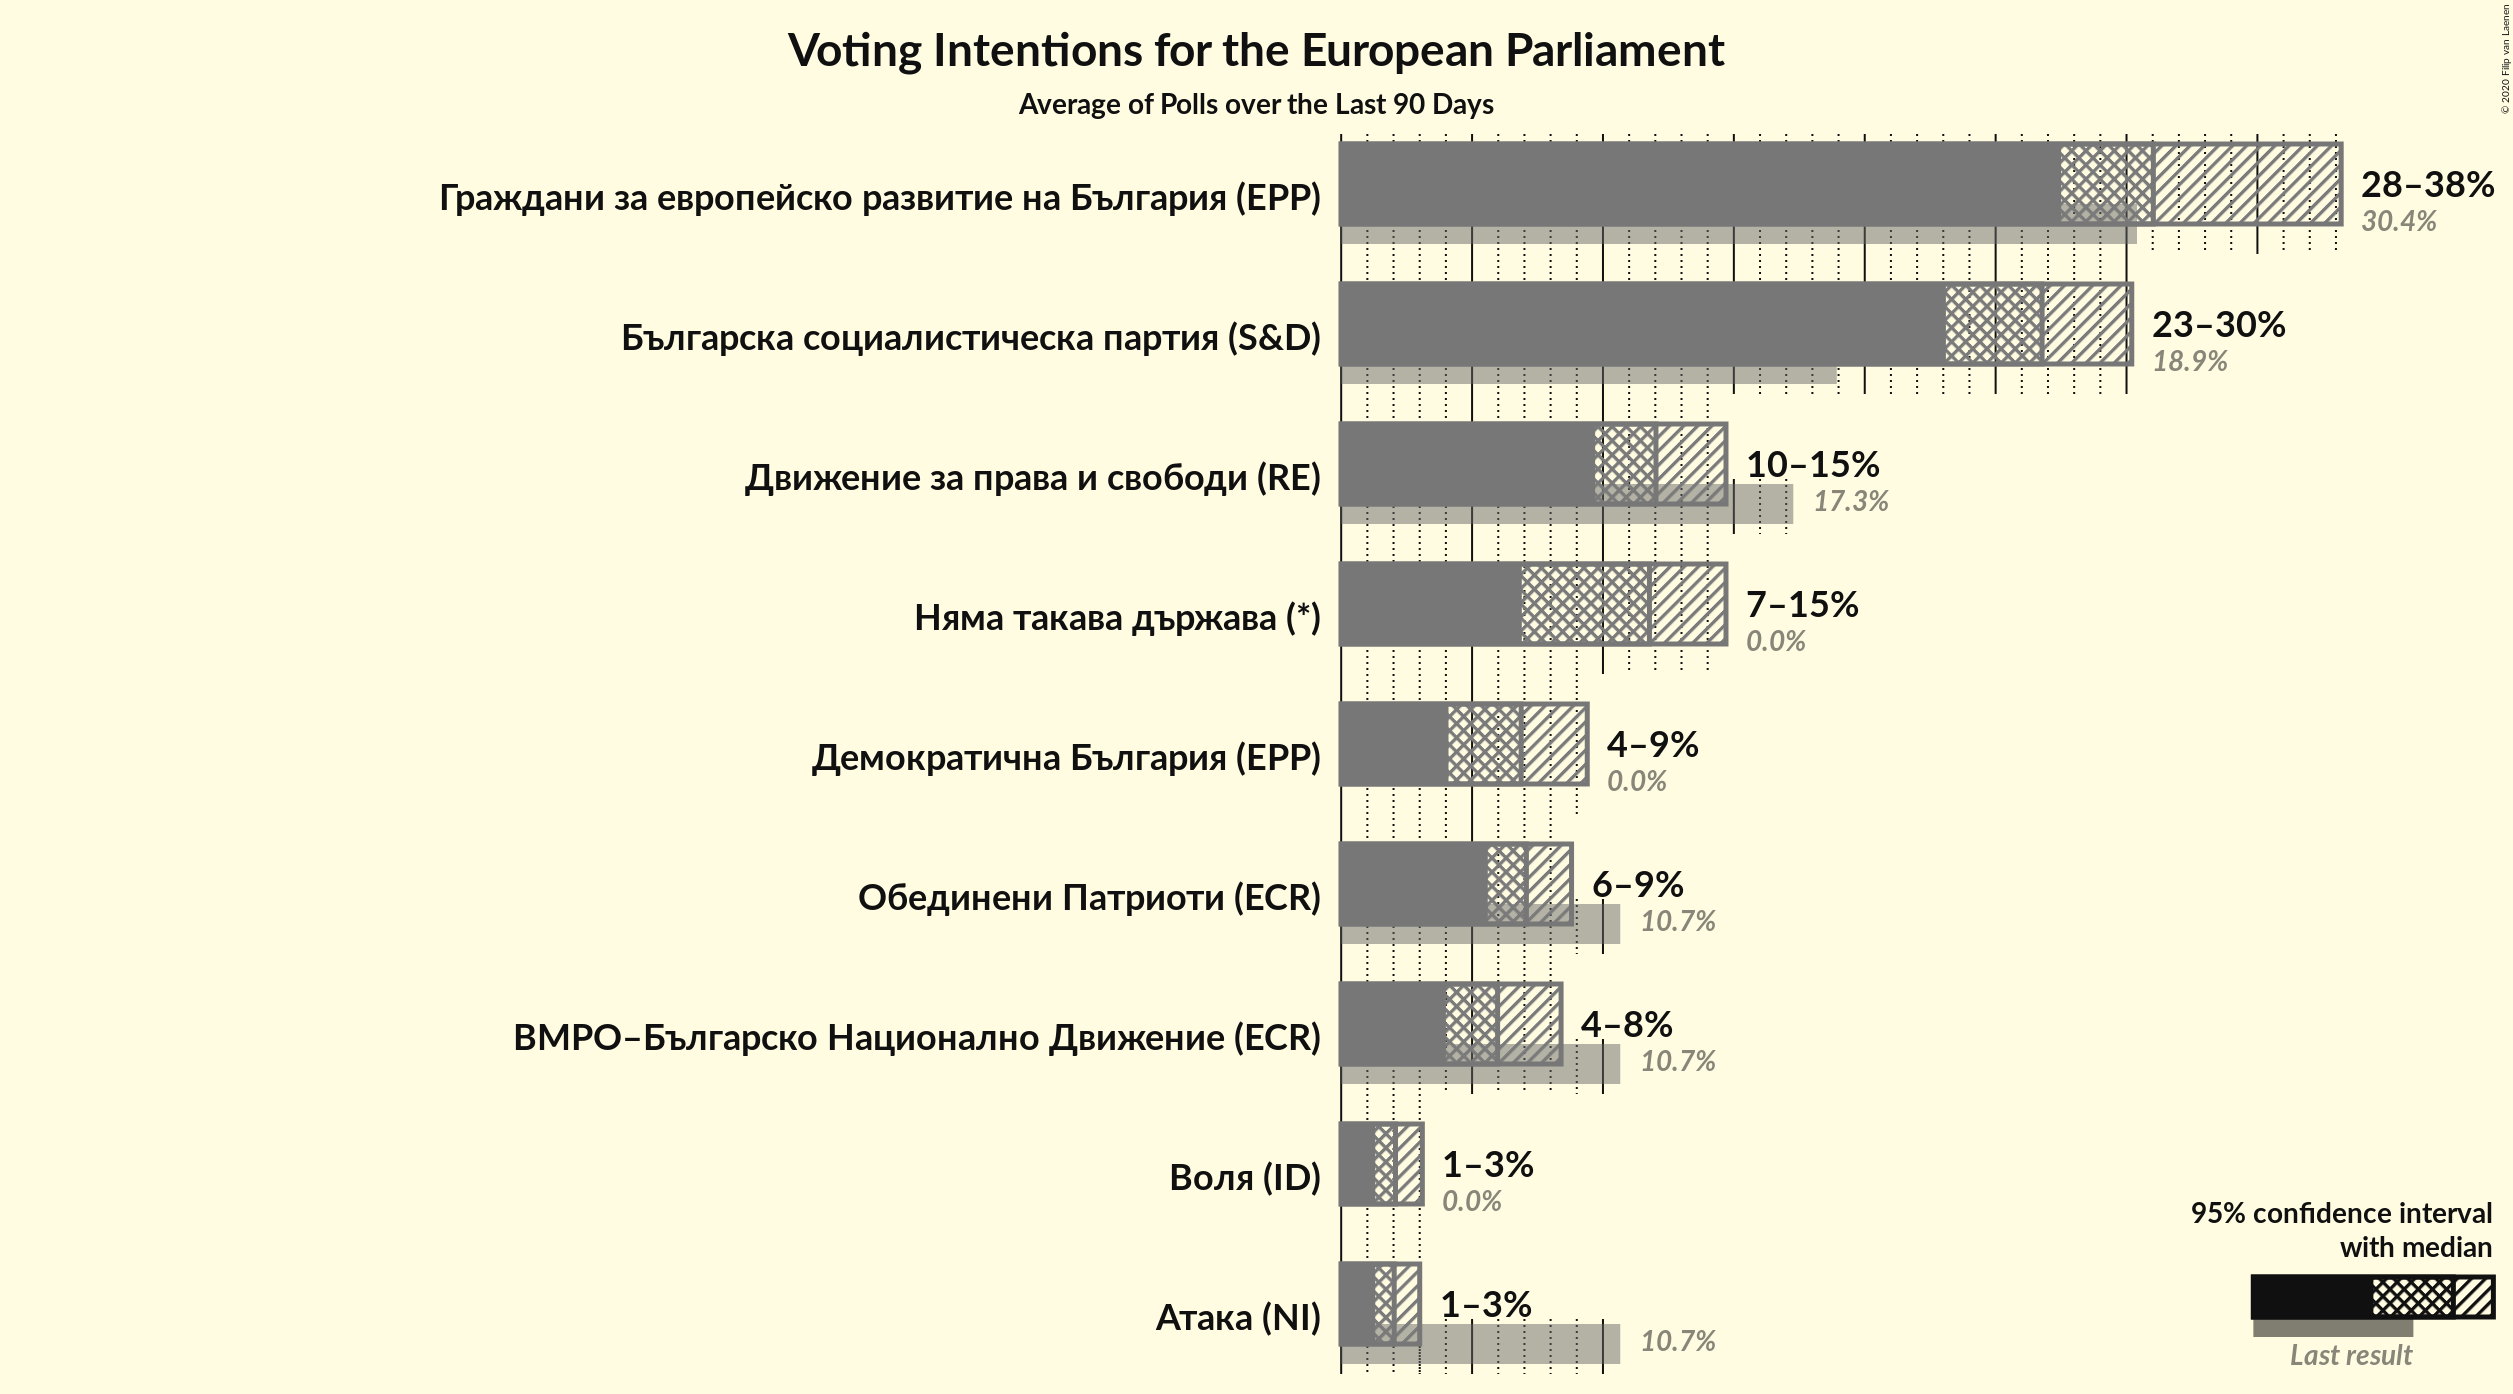 Voting Intentions for the European Parliament
Average of Polls over the Last 90 Days
© 2020 Filip van Laenen
Граждани за европейско развитие на България (EPP)
28–38%
30.4%
Българска социалистическа партия (S&D)
23–30%
18.9%
Движение за права и свободи (RE)
10–15%
17.3%
Няма такава държава (*)
7–15%
0.0%
Демократична България (EPP)
4–9%
0.0%
Обединени Патриоти (ECR)
6–9%
10.7%
ВМРО–Българско Национално Движение (ECR)
4–8%
10.7%
Воля (ID)
1–3%
0.0%
Атака (NI)
1–3%
10.7%
95% confidence interval
with median
Last result